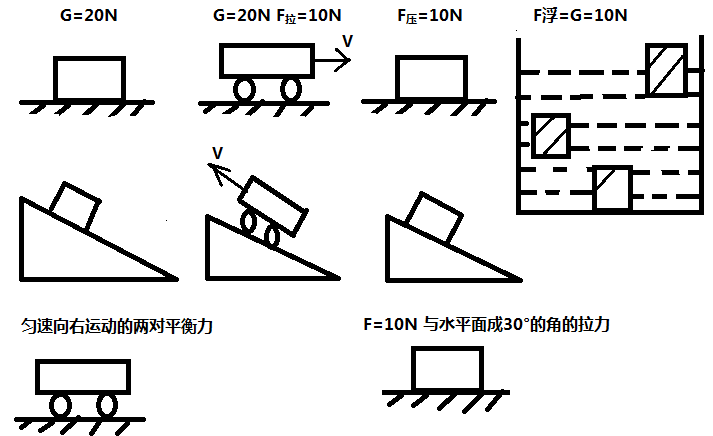 G=20N
G=20N F拉=10N
F压=10N
F浮=G=10N
V
V
匀速向右运动的两对平衡力
F=10N 与水平面成30°的角的拉力